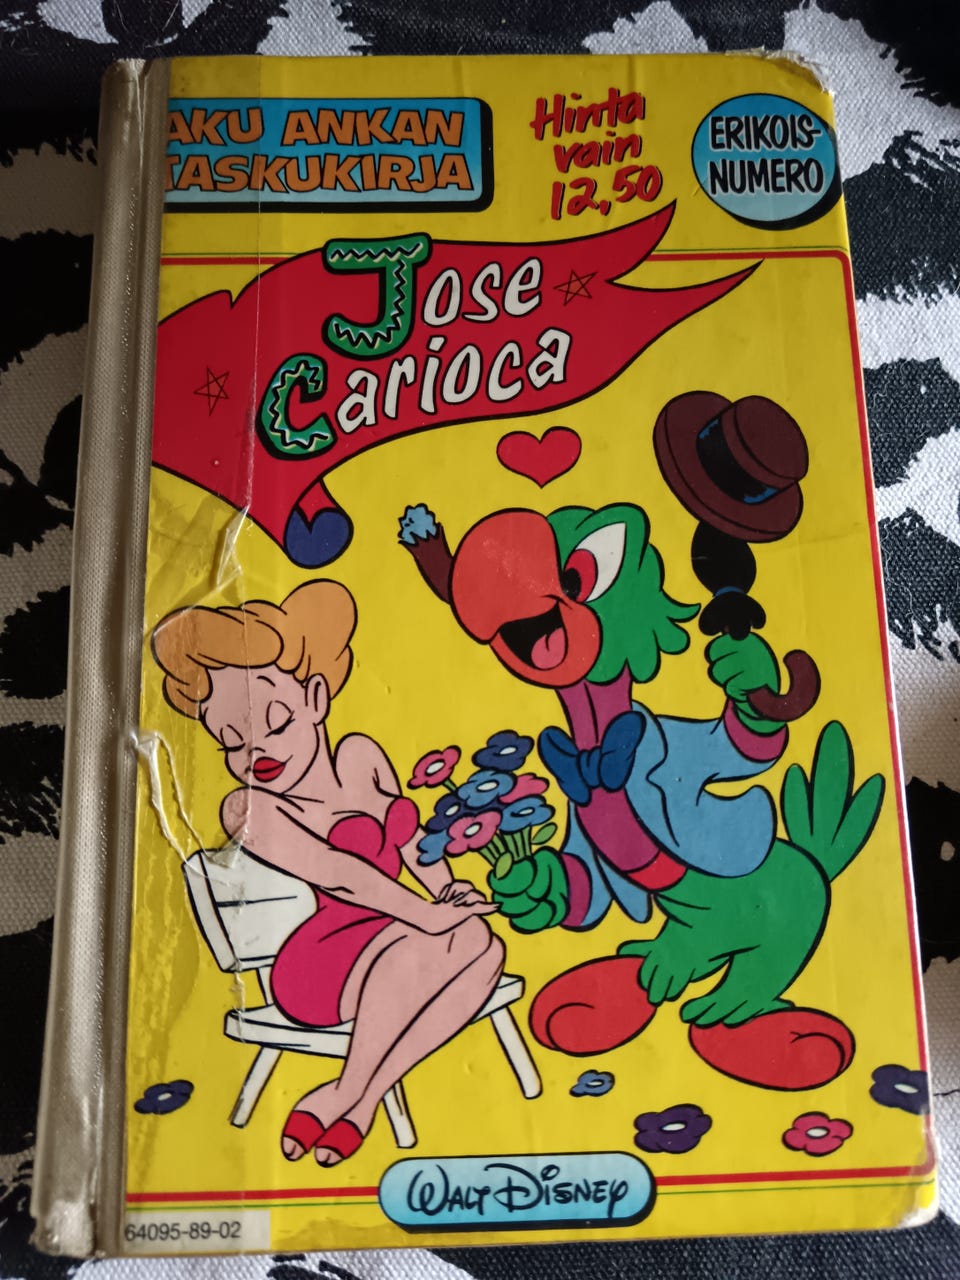 AKU ANKAN
TASKUKIRJA
Hinta
vain
12,50
ERIKOIS-
NUMERO
Jose
Carioca
WALT DISNEY
64095-89-02